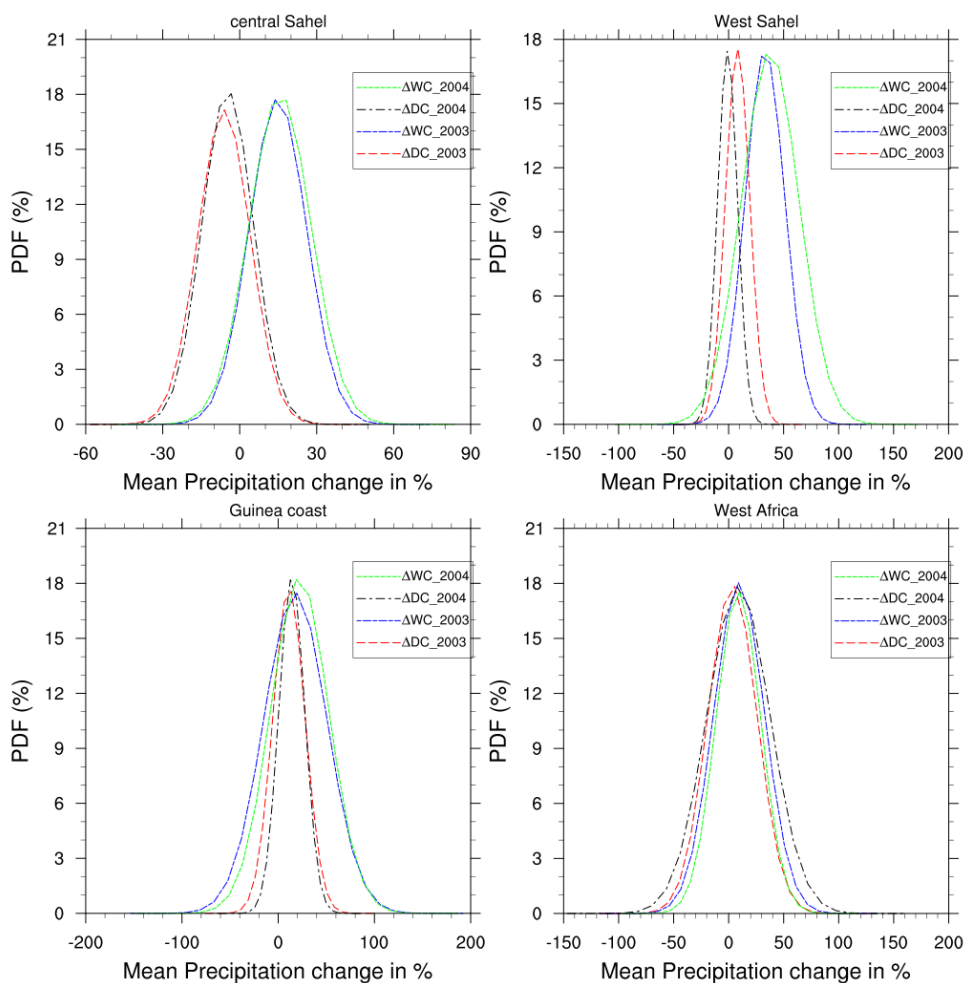 central Sahel
21
18
15
12
9
6
3
0
-60 -30 0 30 60 90
PDF (%)
Mean Precipitation change in %
ΔWC_2004
ΔDC_2004
ΔWC_2003
ΔDC_2003
West Sahel
18
15
12
9
6
3
0
-150 -100 -50 0 50 100 150 200
PDF (%)
Mean Precipitation change in %
ΔWC_2004
ΔDC_2004
ΔWC_2003
ΔDC_2003
Guinea coast
21
18
15
12
9
6
3
0
-200 -100 0 100 200
PDF (%)
Mean Precipitation change in %
ΔWC_2004
ΔDC_2004
ΔWC_2003
ΔDC_2003
West Africa
21
18
15
12
9
6
3
0
-150 -100 -50 0 50 100 150 200
PDF (%)
Mean Precipitation change in %
ΔWC_2004
ΔDC_2004
ΔWC_2003
ΔDC_2003